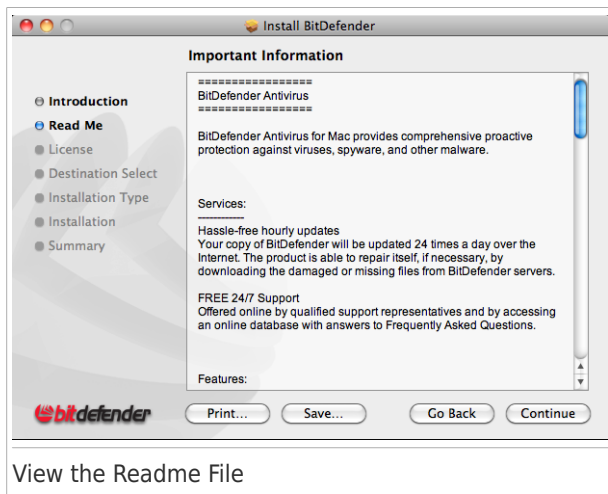 Install BitDefender
Important Information
Introduction
Read Me
License
Destination Select
Installation Type
Installation
Summary
=================
BitDefender Antivirus
=================
BitDefender Antivirus for Mac provides comprehensive proactive
protection against viruses, spyware, and other malware.
Services:
------------
Hassle-free hourly updates
Your copy of BitDefender will be updated 24 times a day over the
Internet. The product is able to repair itself, if necessary, by
downloading the damaged or missing files from BitDefender servers.
FREE 24/7 Support
Offered online by qualified support representatives and by accessing
an online database with answers to Frequently Asked Questions.
Features:
bitdefender
Print... Save... Go Back Continue
View the Readme File